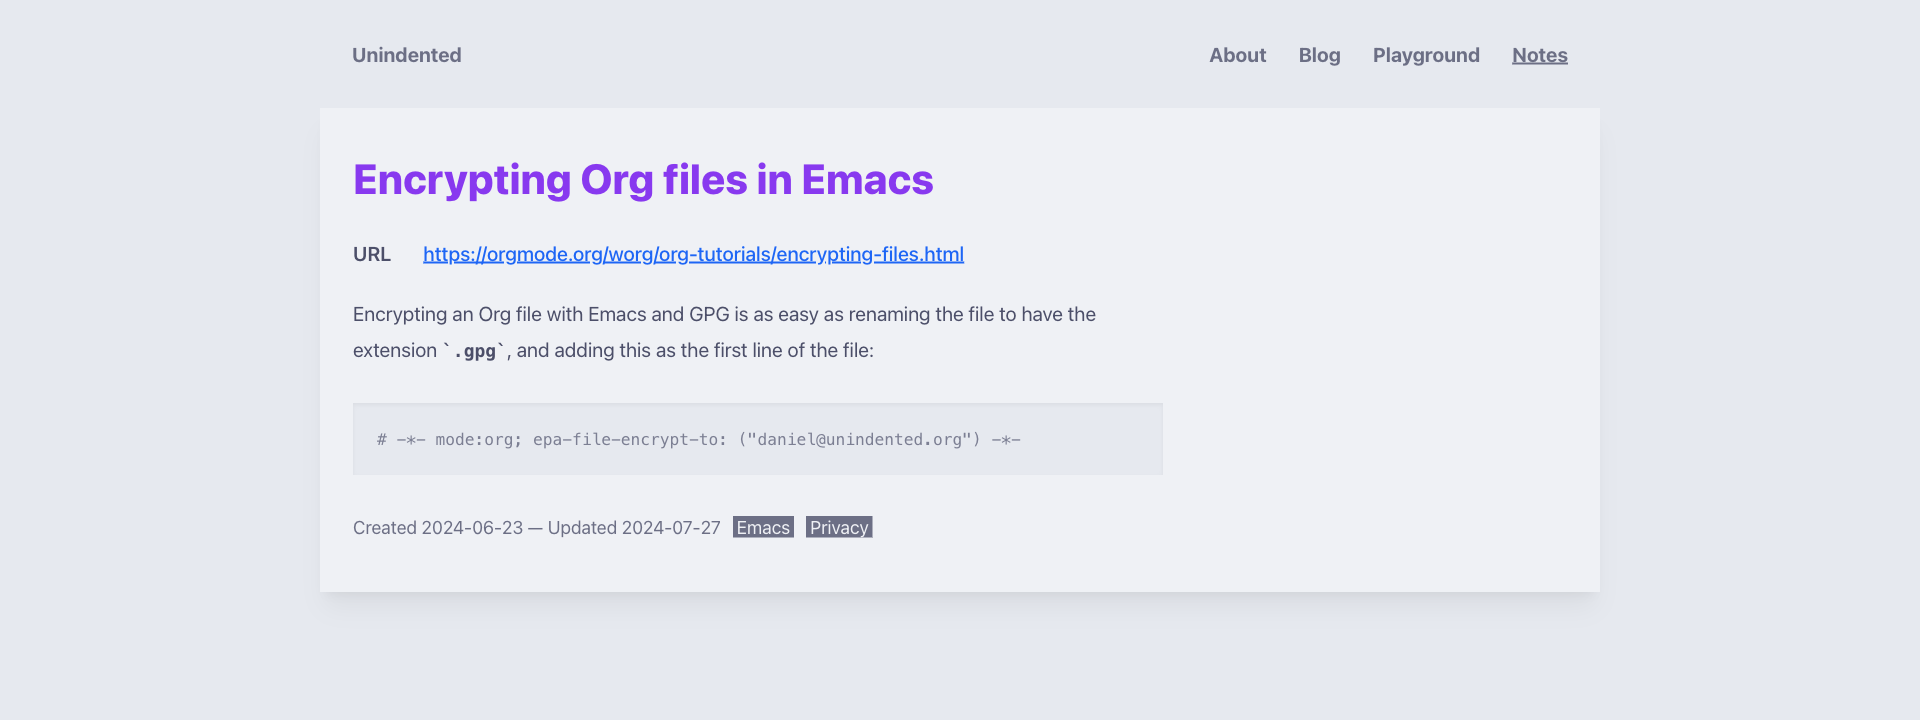 Unindented
About Blog Playground Notes
Encrypting Org files in Emacs
URL https://orgmode.org/worg/org-tutorials/encrypting-files.html
Encrypting an Org file with Emacs and GPG is as easy as renaming the file to have the
extension `.gpg`, and adding this as the first line of the file:
# -*- mode:org; epa-file-encrypt-to: ("daniel@unindented.org") -*-
Created 2024-06-23 — Updated 2024-07-27 Emacs Privacy